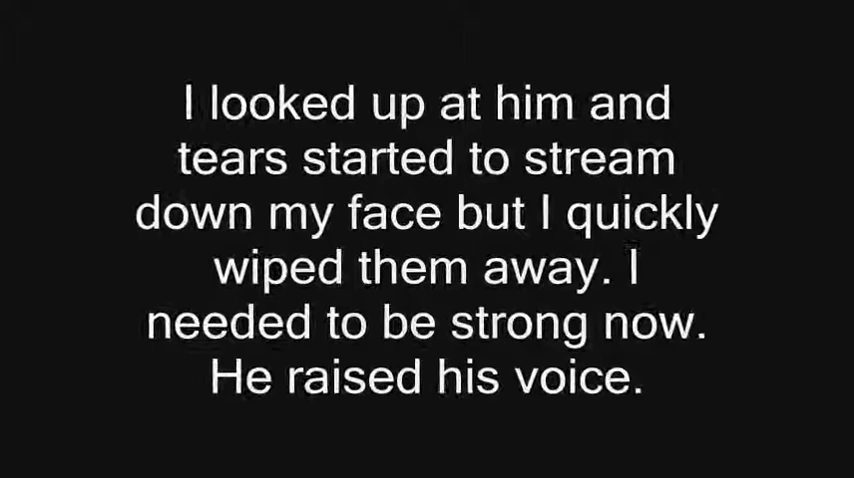 I looked up at him and
tears started to stream
down my face but I quickly
wiped them away. I
needed to be strong now.
He raised his voice.